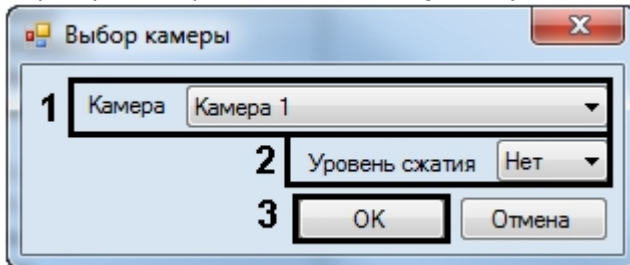 Выбор камеры
1 Камера Камера 1
2 Уровень сжатия Нет
3 OK Отмена